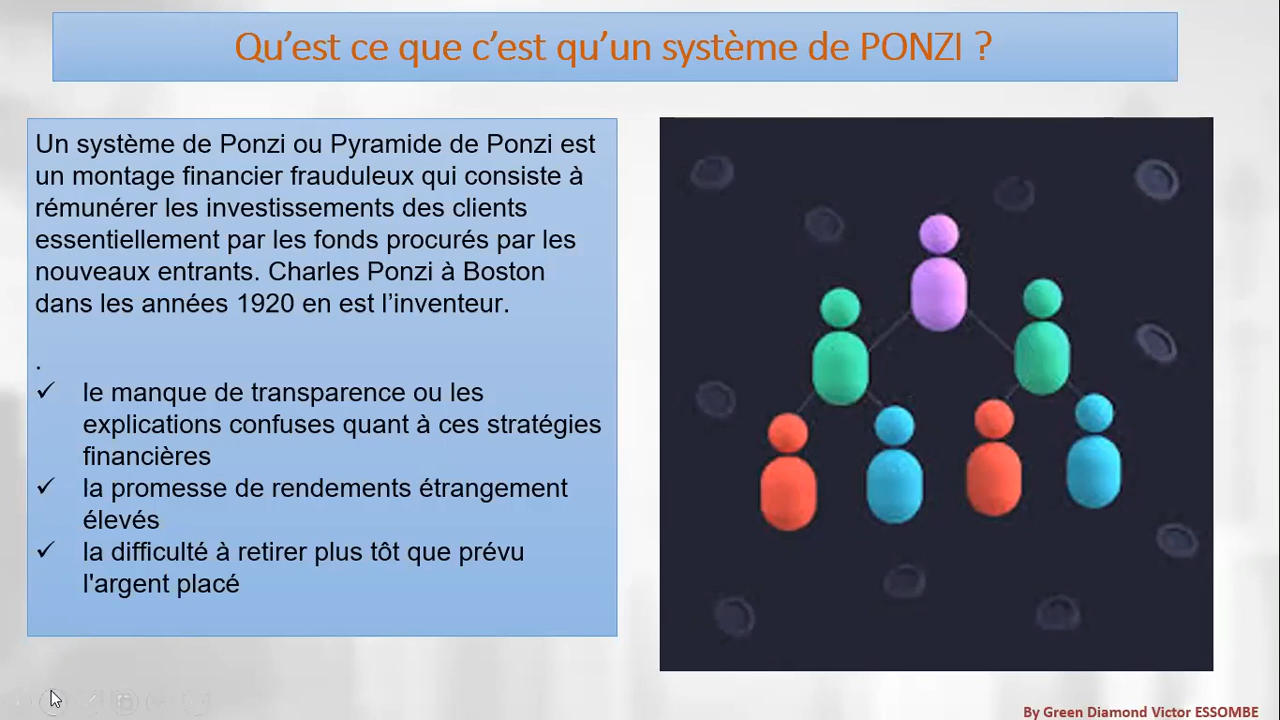 Qu’est ce que c’est qu’un système de PONZI ?
Un système de Ponzi ou Pyramide de Ponzi est
un montage financier frauduleux qui consiste à
rémunérer les investissements des clients
essentiellement par les fonds procurés par les
nouveaux entrants. Charles Ponzi à Boston
dans les années 1920 en est l’inventeur.
.
✓ le manque de transparence ou les
explications confuses quant à ces stratégies
financières
✓ la promesse de rendements étrangement
élevés
✓ la difficulté à retirer plus tôt que prévu
l'argent placé
By Green Diamond Victor ESSOMBE